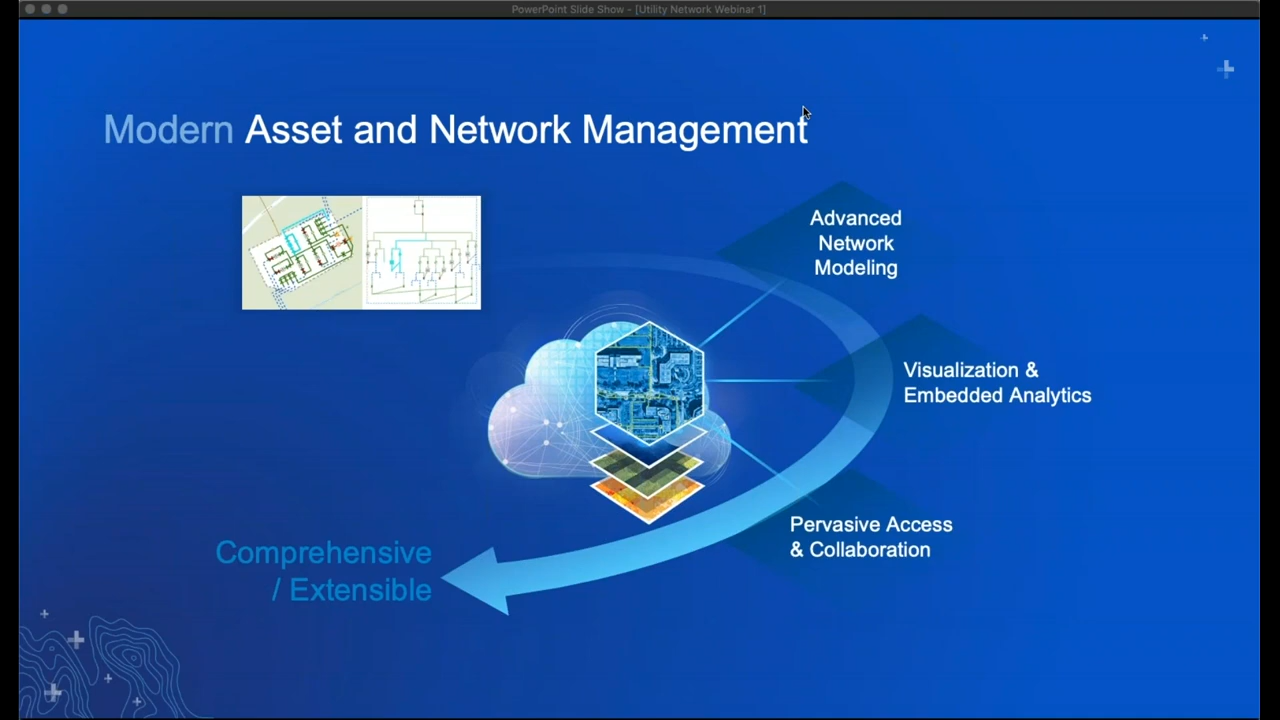 PowerPoint Slide Show - [Utility Network Webinar 1]
Modern Asset and Network Management
Advanced
Network
Modeling
Visualization &
Embedded Analytics
Pervasive Access
& Collaboration
Comprehensive
/ Extensible